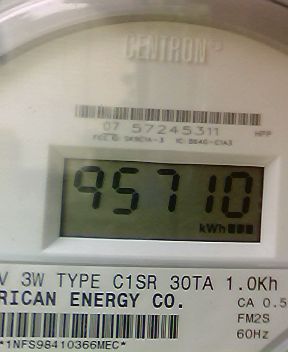 CENTRON
07 57245311 HPP
95710
kWh
V 3W TYPE C1SR 30TA 1.0Kh
RICAN ENERGY CO. CA 0.5
FM2S
60Hz
*1NFS98410366MEC*